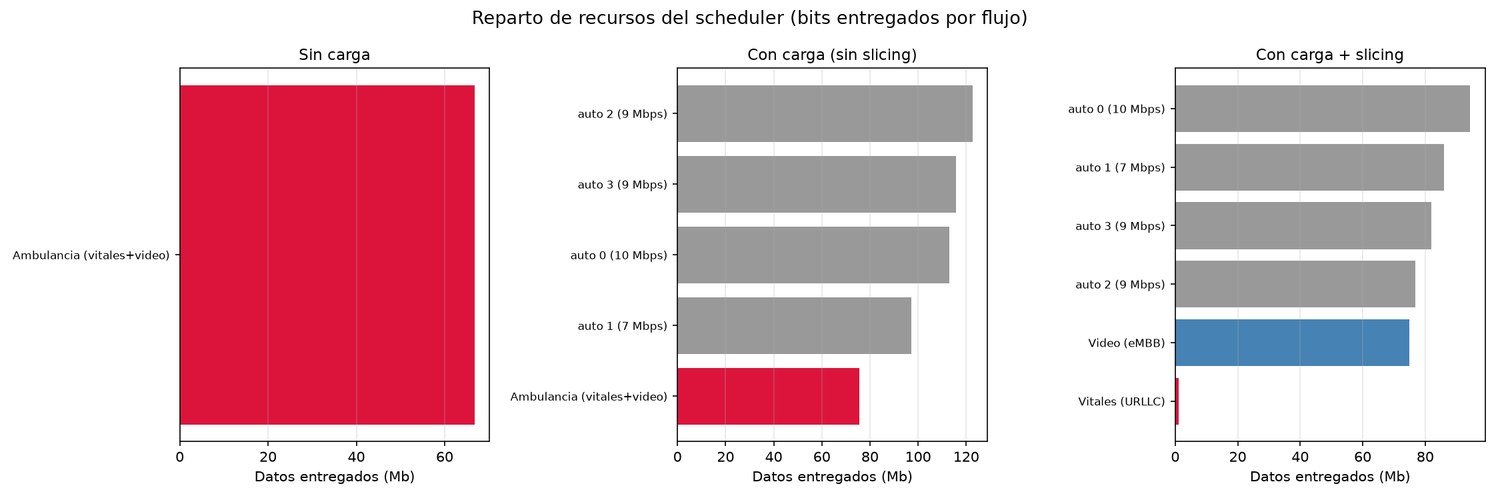 Reparto de recursos del scheduler (bits entregados por flujo)
Sin carga
Ambulancia (vitales+video)
0 20 40 60
Datos entregados (Mb)
Con carga (sin slicing)
auto 2 (9 Mbps)
auto 3 (9 Mbps)
auto 0 (10 Mbps)
auto 1 (7 Mbps)
Ambulancia (vitales+video)
0 20 40 60 80 100 120
Datos entregados (Mb)
Con carga + slicing
auto 0 (10 Mbps)
auto 1 (7 Mbps)
auto 3 (9 Mbps)
auto 2 (9 Mbps)
Video (eMBB)
Vitales (URLLC)
0 20 40 60 80
Datos entregados (Mb)